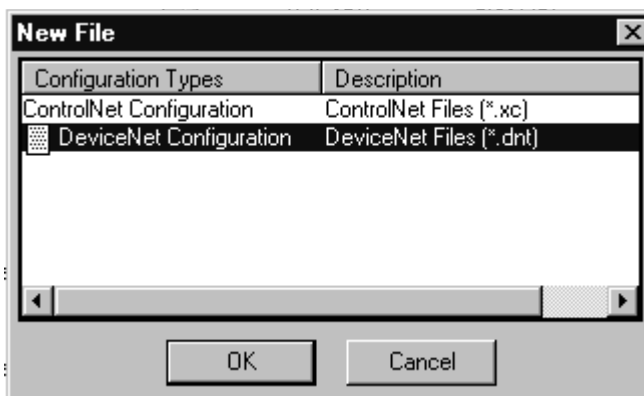 New File
Configuration Types Description
ControlNet Configuration ControlNet Files (*.xc)
DeviceNet Configuration DeviceNet Files (*.dnt)
OK Cancel